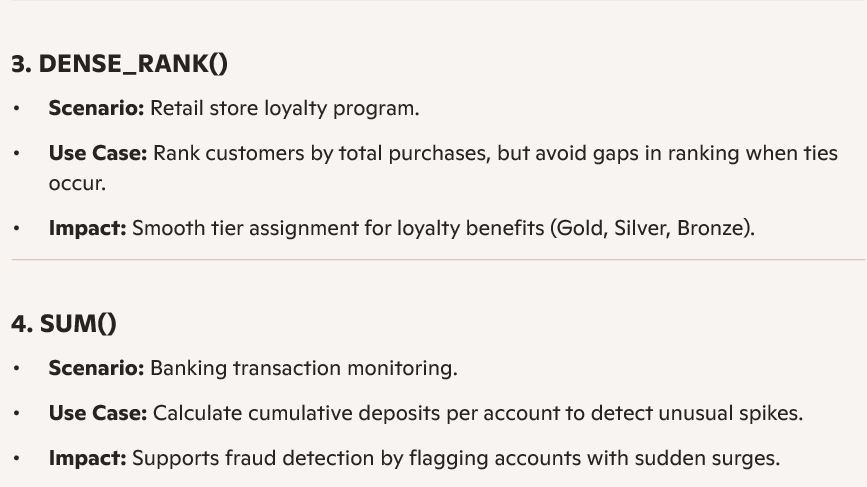 3. DENSE_RANK()
• Scenario: Retail store loyalty program.
• Use Case: Rank customers by total purchases, but avoid gaps in ranking when ties
occur.
• Impact: Smooth tier assignment for loyalty benefits (Gold, Silver, Bronze).
4. SUM()
• Scenario: Banking transaction monitoring.
• Use Case: Calculate cumulative deposits per account to detect unusual spikes.
• Impact: Supports fraud detection by flagging accounts with sudden surges.